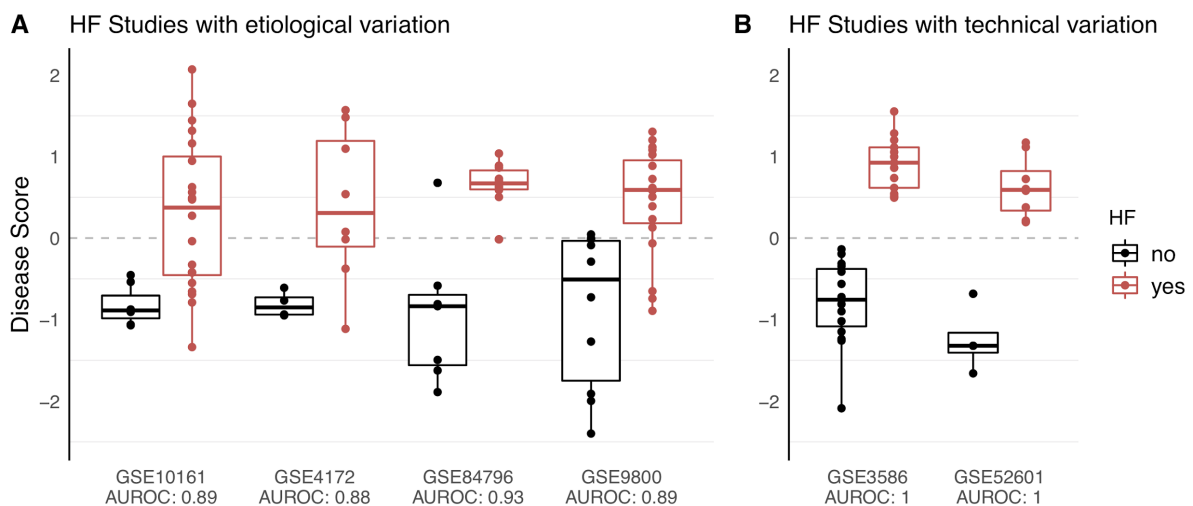 A HF Studies with etiological variation
B HF Studies with technical variation
Disease Score
2
1
0
−1
−2
GSE10161
AUROC: 0.89
GSE4172
AUROC: 0.88
GSE84796
AUROC: 0.93
GSE9800
AUROC: 0.89
2
1
0
−1
−2
GSE3586
AUROC: 1
GSE52601
AUROC: 1
HF
no
yes